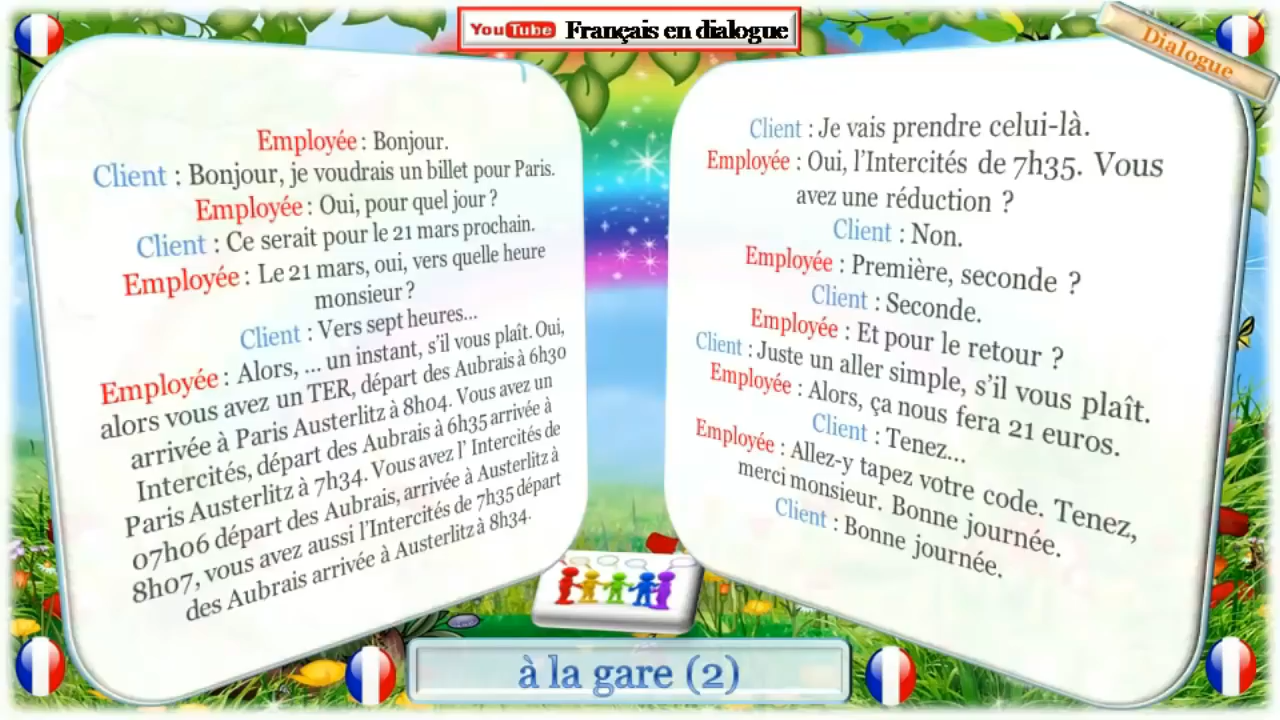 YouTube Français en dialogue
Dialogue
Employée : Bonjour.
Client : Bonjour, je voudrais un billet pour Paris.
Employée : Oui, pour quel jour ?
Client : Ce serait pour le 21 mars prochain.
Employée : Le 21 mars, oui, vers quelle heure
monsieur ?
Client : Vers sept heures...
Employée : Alors, ... un instant, s'il vous plaît. Oui,
alors vous avez un TER, départ des Aubrais à 6h30
arrivée à Paris Austerlitz à 8h04. Vous avez un
Intercités, départ des Aubrais à 6h35 arrivée à
Paris Austerlitz à 7h34. Vous avez l' Intercités de
07h06 départ des Aubrais, arrivée à Austerlitz à
8h07, vous avez aussi l'Intercités de 7h35 départ
des Aubrais arrivée à Austerlitz à 8h34.
Client : Je vais prendre celui-là.
Employée : Oui, l'Intercités de 7h35. Vous
avez une réduction ?
Client : Non.
Employée : Première, seconde ?
Client : Seconde.
Employée : Et pour le retour ?
Client : Juste un aller simple, s'il vous plaît.
Employée : Alors, ça nous fera 21 euros.
Client : Tenez...
Employée : Allez-y tapez votre code. Tenez,
merci monsieur. Bonne journée.
Client : Bonne journée.
à la gare (2)